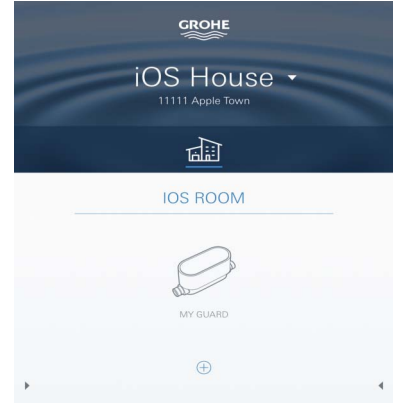 GROHE
iOS House
11111 Apple Town
IOS ROOM
MY GUARD